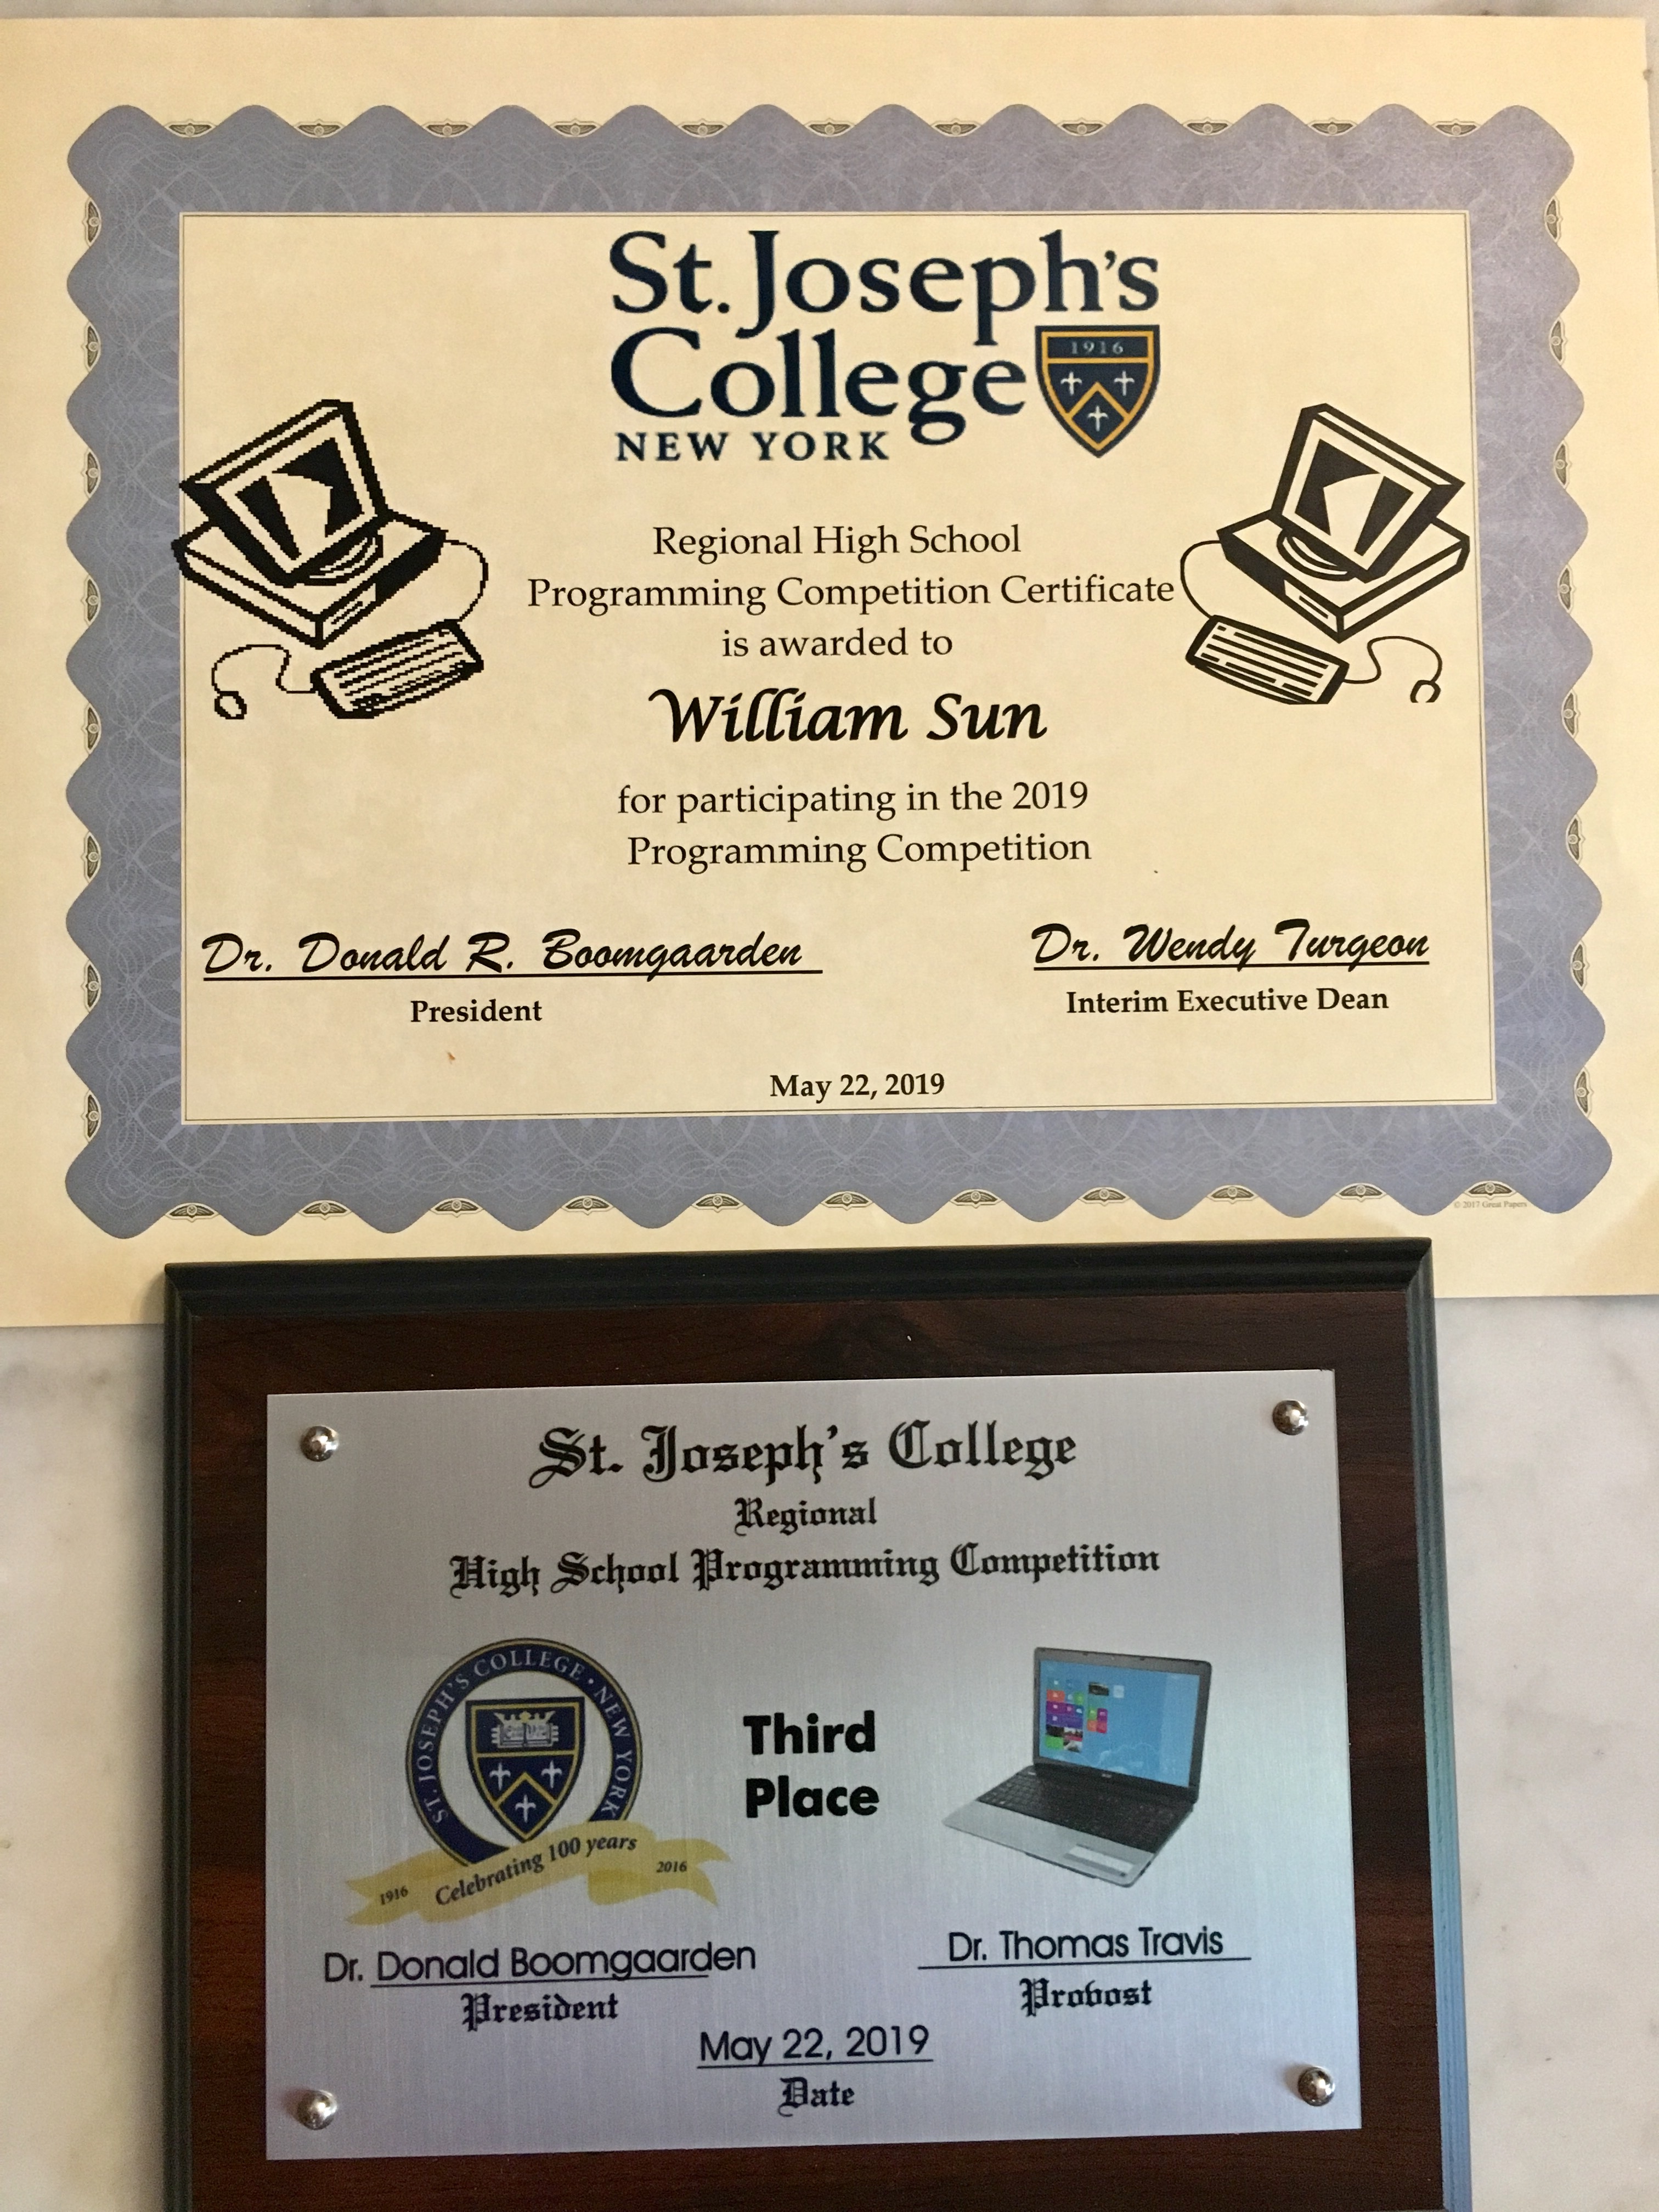 St. Joseph's
College
1916
NEW YORK
Regional High School
Programming Competition Certificate
is awarded to
William Sun
for participating in the 2019
Programming Competition
Dr. Donald R. Boomgaarden
Dr. Wendy Turgeon
President
Interim Executive Dean
May 22, 2019
© 2017 Great Papers
St. Joseph's College
Regional
High School Programming Competition
ST. JOSEPH'S COLLEGE • NEW YORK
Third
Place
1916 Celebrating 100 years 2016
Dr. Donald Boomgaarden
Dr. Thomas Travis
President
Provost
May 22, 2019
Date